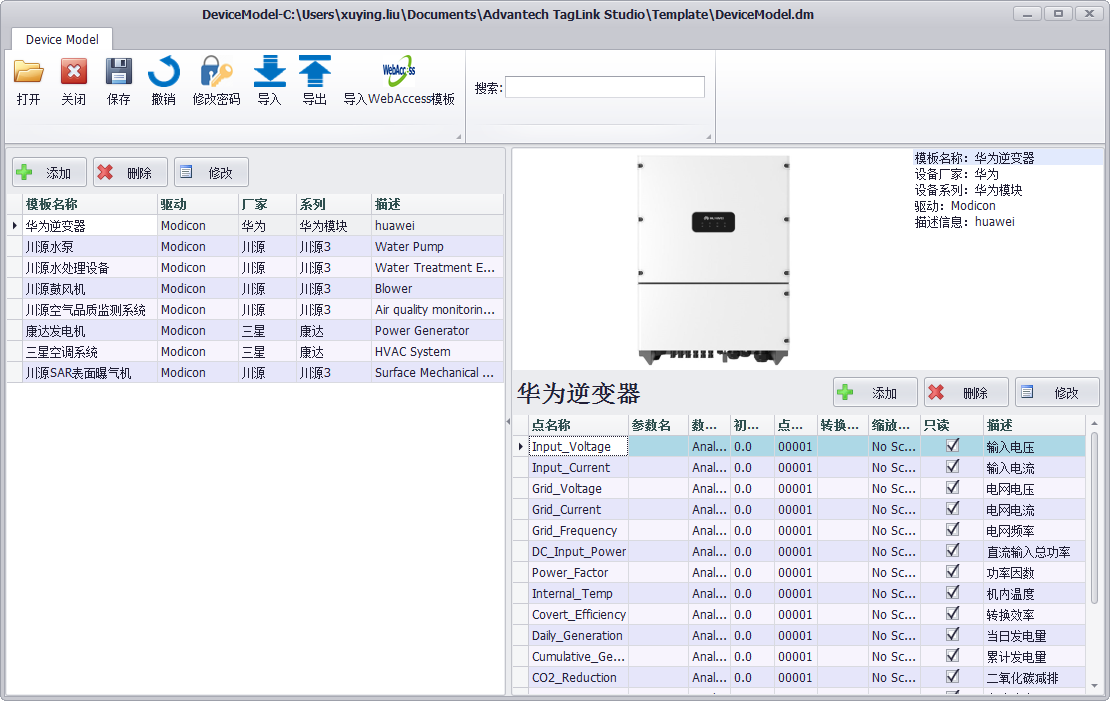 DeviceModel-C:\Users\xuying.liu\Documents\Advantech TagLink Studio\Template\DeviceModel.dm
Device Model
打开 关闭 保存 撤销 修改密码 导入 导出 导入WebAccess模板
WebAccess
搜索:
添加 删除 修改
模板名称 驱动 厂家 系列 描述
华为逆变器 Modicon 华为 华为模块 huawei
川源水泵 Modicon 川源 川源3 Water Pump
川源水处理设备 Modicon 川源 川源3 Water Treatment E...
川源鼓风机 Modicon 川源 川源3 Blower
川源空气品质监测系统 Modicon 川源 川源3 Air quality monitorin...
康达发电机 Modicon 三星 康达 Power Generator
三星空调系统 Modicon 三星 康达 HVAC System
川源SAR表面曝气机 Modicon 川源 川源3 Surface Mechanical ...
模板名称: 华为逆变器
设备厂家: 华为
设备系列: 华为模块
驱动: Modicon
描述信息: huawei
HUAWEI
华为逆变器
添加 删除 修改
点名称 参数名 数... 初... 点... 转换... 缩放... 只读 描述
Input_Voltage Anal... 0.0 00001 No Sc... 输入电压
Input_Current Anal... 0.0 00001 No Sc... 输入电流
Grid_Voltage Anal... 0.0 00001 No Sc... 电网电压
Grid_Current Anal... 0.0 00001 No Sc... 电网电流
Grid_Frequency Anal... 0.0 00001 No Sc... 电网频率
DC_Input_Power Anal... 0.0 00001 No Sc... 直流输入总功率
Power_Factor Anal... 0.0 00001 No Sc... 功率因数
Internal_Temp Anal... 0.0 00001 No Sc... 机内温度
Covert_Efficiency Anal... 0.0 00001 No Sc... 转换效率
Daily_Generation Anal... 0.0 00001 No Sc... 当日发电量
Cumulative_Ge... Anal... 0.0 00001 No Sc... 累计发电量
CO2_Reduction Anal... 0.0 00001 No Sc... 二氧化碳减排